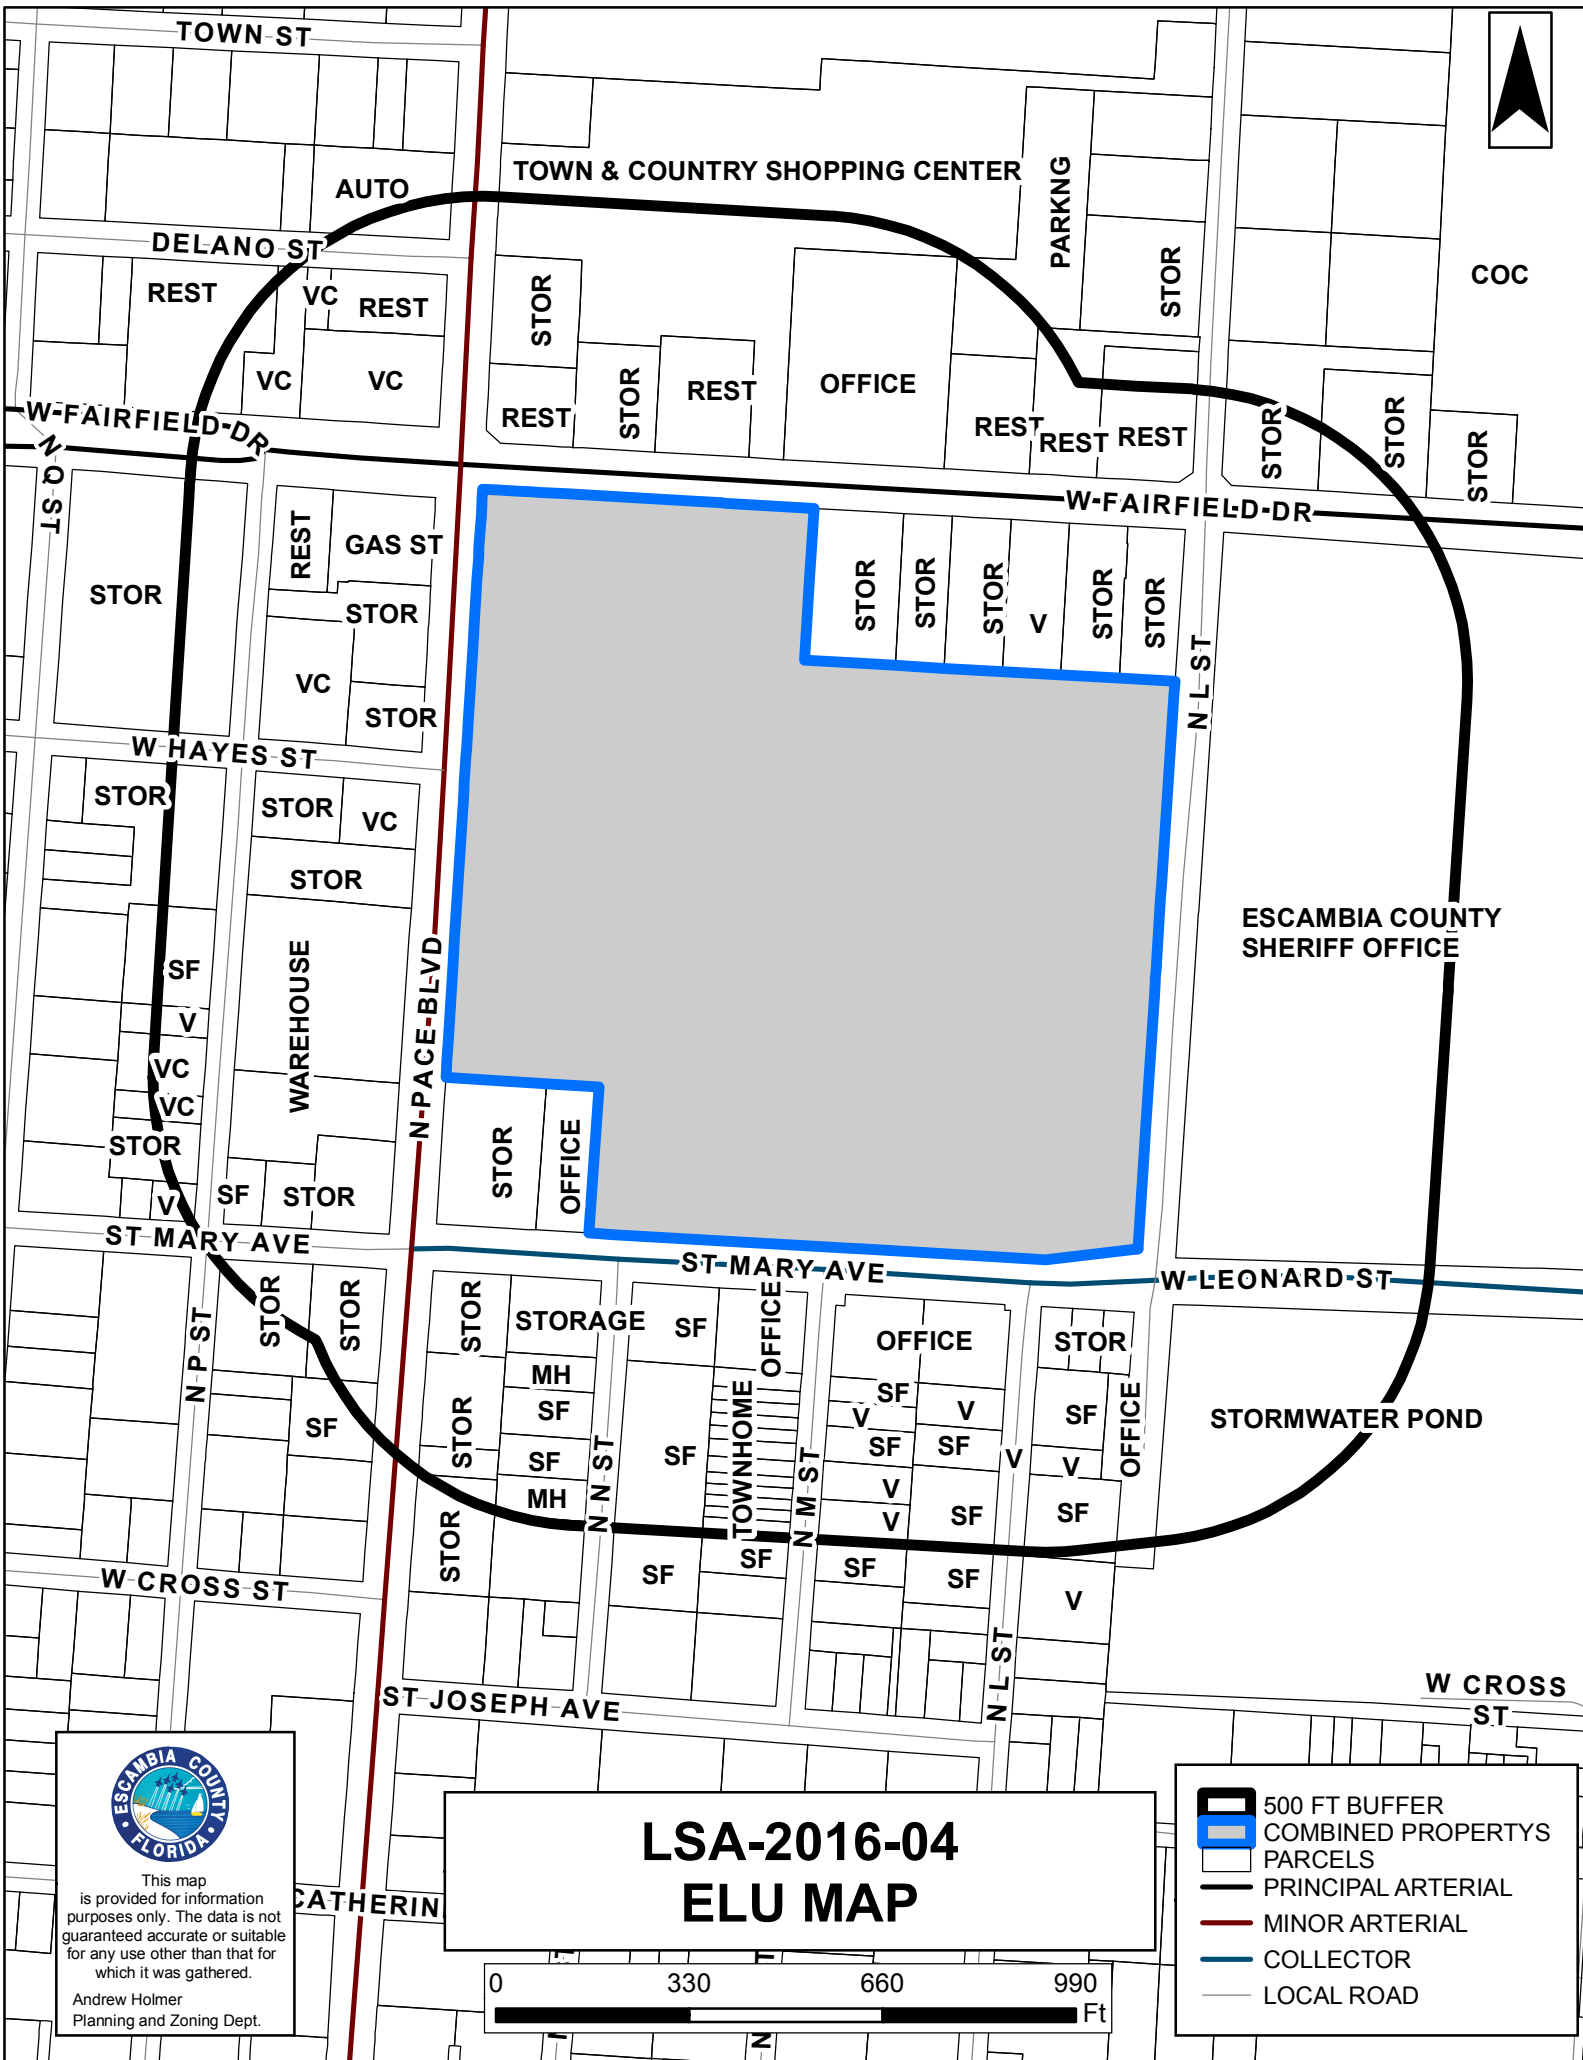 TOWN ST
TOWN & COUNTRY SHOPPING CENTER
PARKNG
AUTO
DELANO ST
STOR
COC
REST
VC
REST
STOR
VC
VC
REST
STOR
REST
OFFICE
REST
REST
REST
STOR
STOR
STOR
W FAIRFIELD DR
W FAIRFIELD DR
N Q ST
REST
GAS ST
STOR
STOR
VC
STOR
STOR
STOR
STOR
V
STOR
STOR
N L ST
W HAYES ST
STOR
STOR
VC
STOR
ESCAMBIA COUNTY
SHERIFF OFFICE
SF
V
VC
VC
STOR
V
WAREHOUSE
N PACE BLVD
SF
STOR
STOR
OFFICE
ST MARY AVE
ST MARY AVE
W LEONARD ST
N P ST
STOR
STOR
SF
STOR
STORAGE
MH
SF
STOR
SF
MH
STOR
N N ST
SF
SF
SF
OFFICE
TOWNHOME
SF
N M ST
OFFICE
SF
V
V
SF
SF
V
V
SF
SF
SF
V
STOR
SF
OFFICE
V
SF
V
N L ST
STORMWATER POND
W CROSS ST
ST JOSEPH AVE
W CROSS
ST
ESCAMBIA COUNTY
FLORIDA
This map
is provided for information
purposes only. The data is not
guaranteed accurate or suitable
for any use other than that for
which it was gathered.
Andrew Holmer
Planning and Zoning Dept.
CATHERIN
LSA-2016-04
ELU MAP
0 330 660 990
Ft
500 FT BUFFER
COMBINED PROPERTYS
PARCELS
PRINCIPAL ARTERIAL
MINOR ARTERIAL
COLLECTOR
LOCAL ROAD